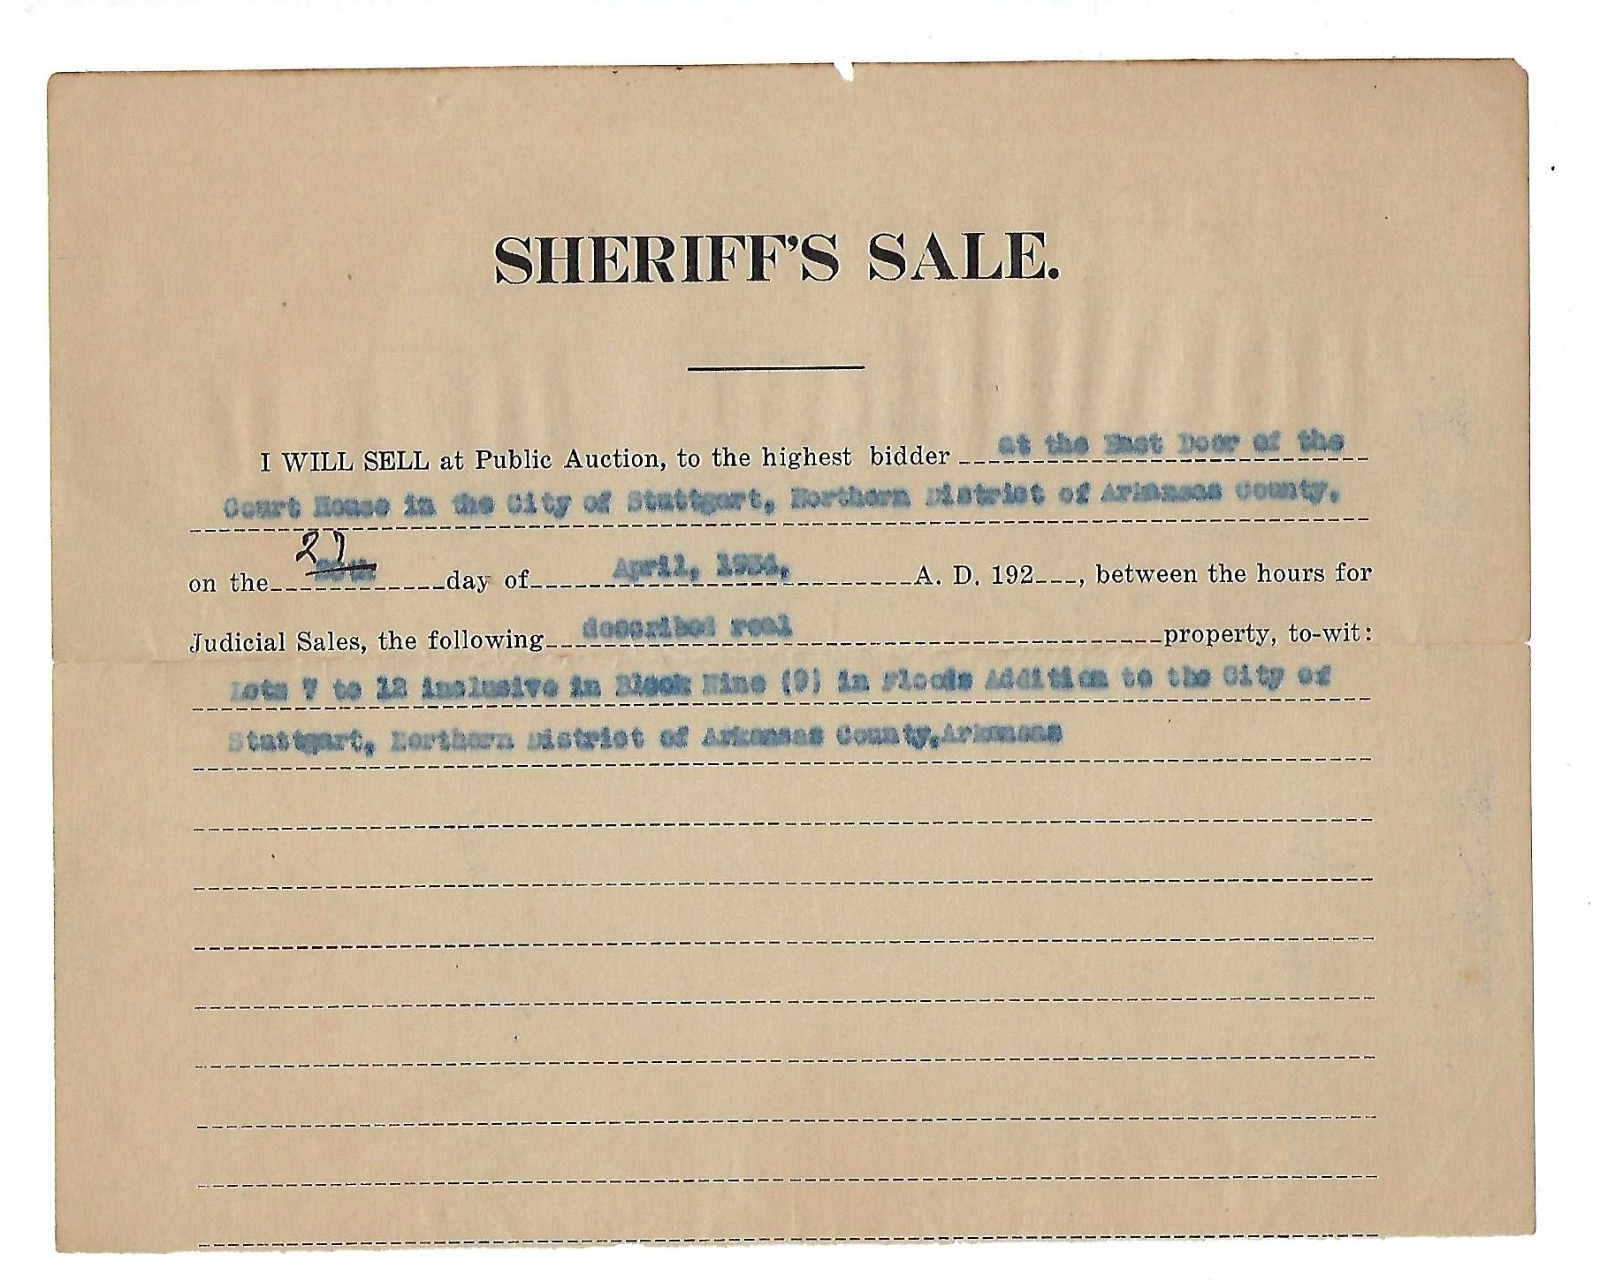 SHERIFF'S SALE.
I WILL SELL at Public Auction, to the highest bidder at the East Door of the
Court House in the City of Stuttgart, Northern District of Arkansas County,
27
on the day of April, 1934, A. D. 192 , between the hours for
Judicial Sales, the following described real property, to-wit:
Lots 7 to 12 inclusive in Block Nine (9) in Floods Addition to the City of
Stuttgart, Northern District of Arkansas County,Arkansas